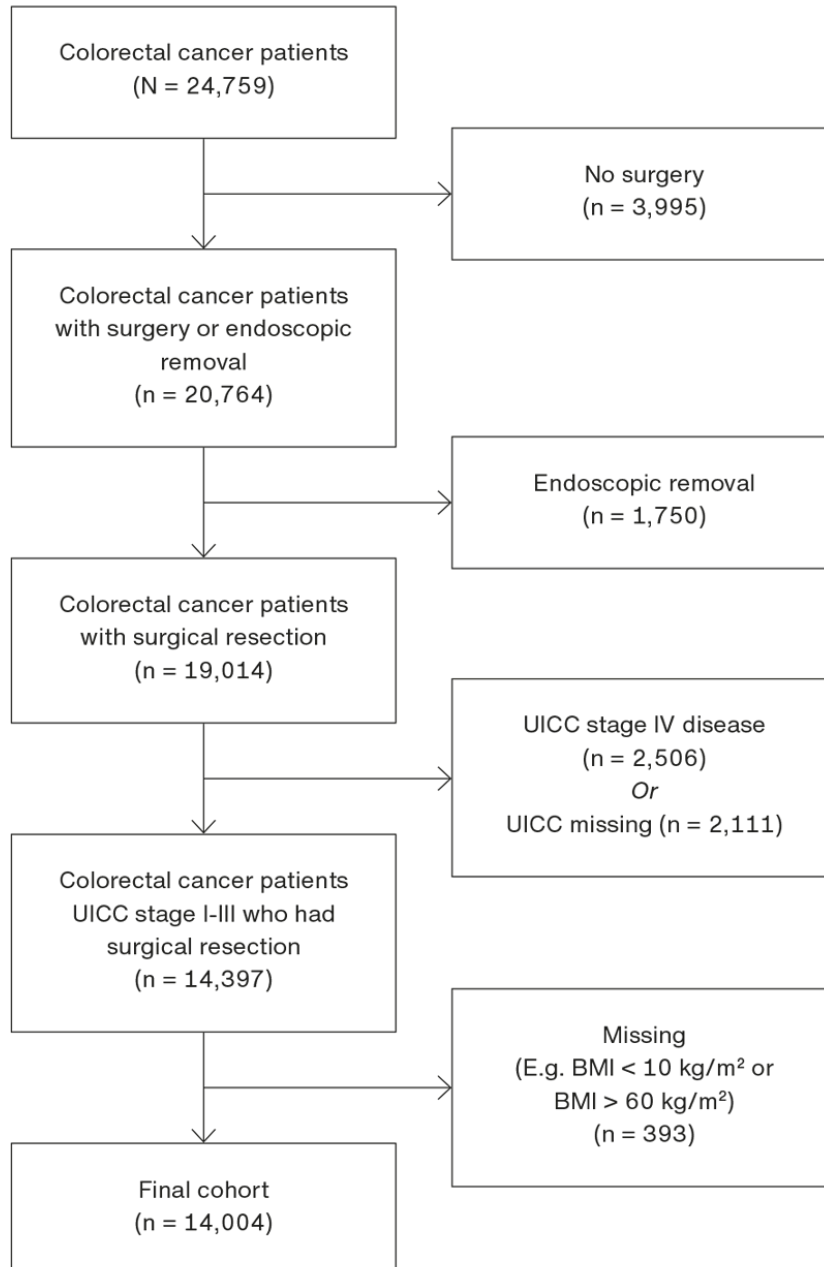 Colorectal cancer patients
(N = 24,759)
No surgery
(n = 3,995)
Colorectal cancer patients
with surgery or endoscopic
removal
(n = 20,764)
Endoscopic removal
(n = 1,750)
Colorectal cancer patients
with surgical resection
(n = 19,014)
UICC stage IV disease
(n = 2,506)
Or
UICC missing (n = 2,111)
Colorectal cancer patients
UICC stage I-III who had
surgical resection
(n = 14,397)
Missing
(E.g. BMI < 10 kg/m² or
BMI > 60 kg/m²)
(n = 393)
Final cohort
(n = 14,004)